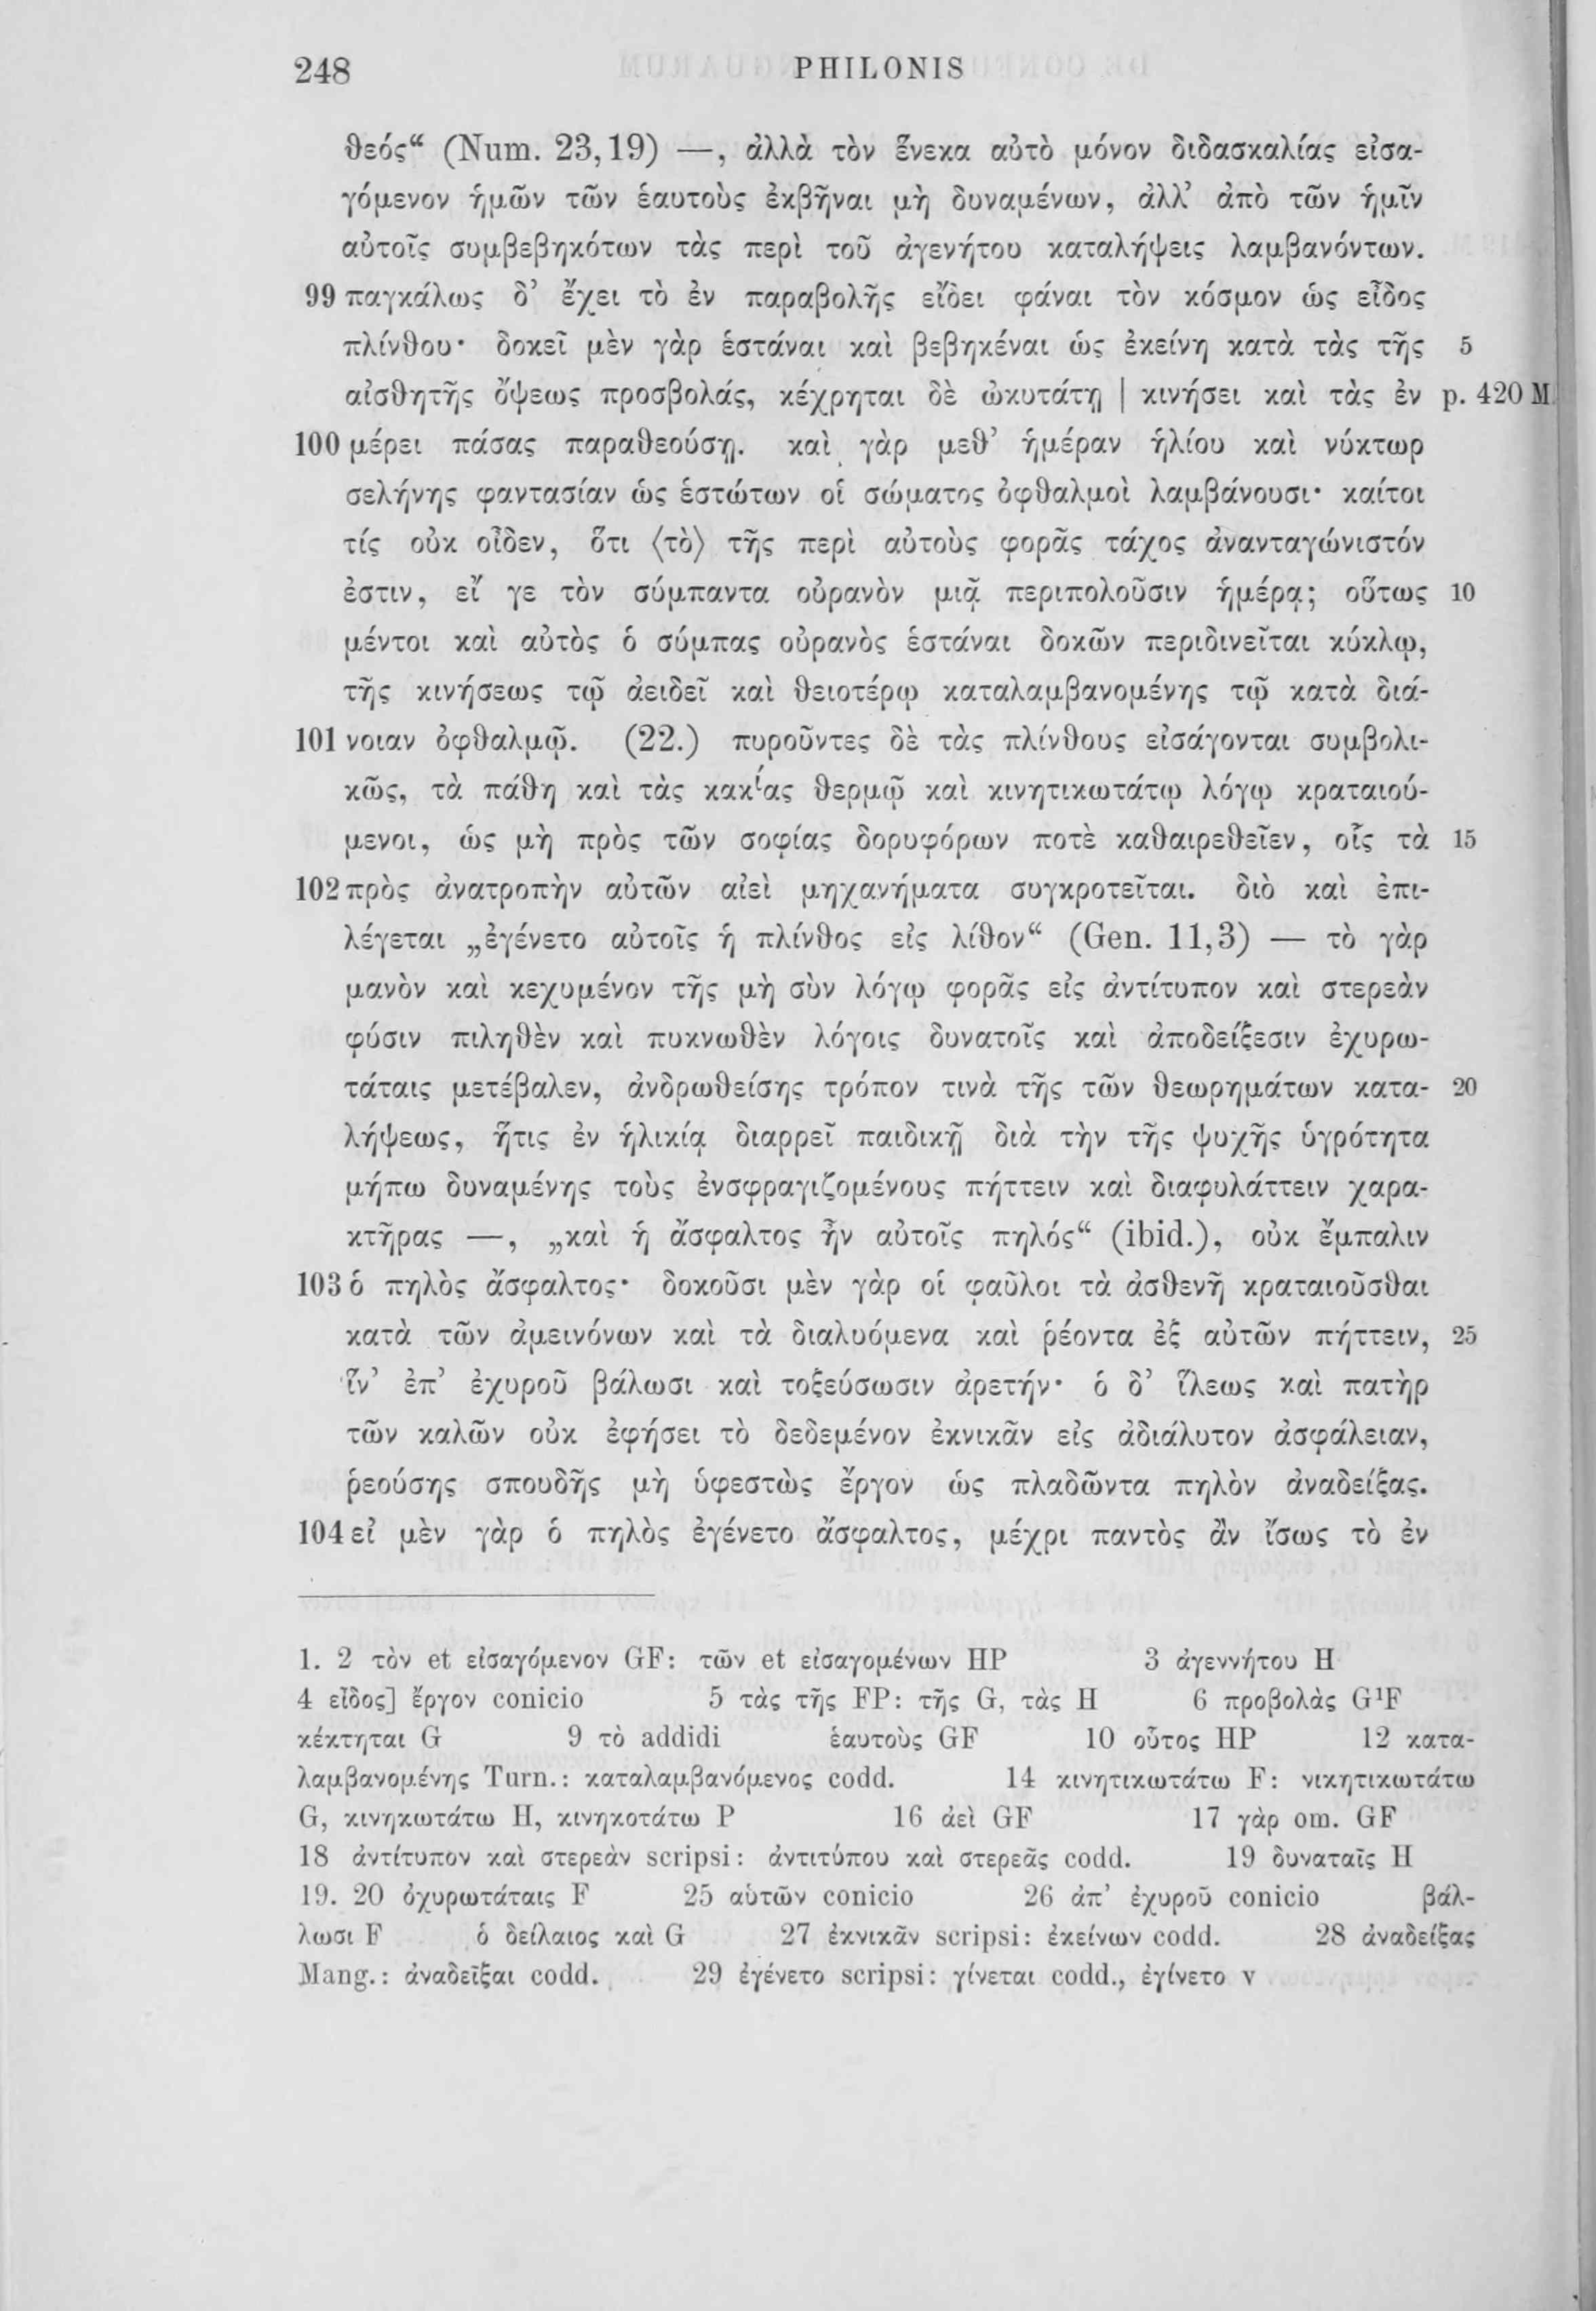 248 PHILONIS
θεός“ (Num. 23,19) —, ἀλλὰ τὸν ἕνεκα αὐτὸ μόνον διδασκαλίας εἰσα-
γόμενον ἡμῶν τῶν ἑαυτοὺς ἐκβῆναι μὴ δυναμένων, ἀλλ’ ἀπὸ τῶν ἡμῖν
αὐτοῖς συμβεβηκότων τὰς περὶ τοῦ ἀγενήτου καταλήψεις λαμβανόντων.
99 παγκάλως δ’ ἔχει τὸ ἐν παραβολῆς εἴδει φάναι τὸν κόσμον ὡς εἶδος
πλίνθου· δοκεῖ μὲν γὰρ ἑστάναι καὶ βεβηκέναι ὡς ἐκείνη κατὰ τὰς τῆς 5
αἰσθητῆς ὄψεως προσβολάς, κέχρηται δὲ ὠκυτάτῃ | κινήσει καὶ τὰς ἐν p. 420 M.
100 μέρει πάσας παραθεούσῃ. καὶ γὰρ μεθ’ ἡμέραν ἡλίου καὶ νύκτωρ
σελήνης φαντασίαν ὡς ἑστώτων οἱ σώματος ὀφθαλμοὶ λαμβάνουσι· καίτοι
τίς οὐκ οἶδεν, ὅτι ⟨τὸ⟩ τῆς περὶ αὐτοὺς φορᾶς τάχος ἀνανταγώνιστόν
ἐστιν, εἴ γε τὸν σύμπαντα οὐρανὸν μιᾷ περιπολοῦσιν ἡμέρᾳ; οὕτως 10
μέντοι καὶ αὐτὸς ὁ σύμπας οὐρανὸς ἑστάναι δοκῶν περιδινεῖται κύκλῳ,
τῆς κινήσεως τῷ ἀειδεῖ καὶ θειοτέρῳ καταλαμβανομένης τῷ κατὰ διά-
101 νοιαν ὀφθαλμῷ. (22.) πυροῦντες δὲ τὰς πλίνθους εἰσάγονται συμβολι-
κῶς, τὰ πάθη καὶ τὰς κακίας θερμῷ καὶ κινητικωτάτῳ λόγῳ κραταιού-
μενοι, ὡς μὴ πρὸς τῶν σοφίας δορυφόρων ποτὲ καθαιρεθεῖεν, οἷς τὰ 15
102 πρὸς ἀνατροπὴν αὐτῶν αἰεὶ μηχανήματα συγκροτεῖται. διὸ καὶ ἐπι-
λέγεται „ἐγένετο αὐτοῖς ἡ πλίνθος εἰς λίθον“ (Gen. 11,3) — τὸ γὰρ
μανὸν καὶ κεχυμένον τῆς μὴ σὺν λόγῳ φορᾶς εἰς ἀντίτυπον καὶ στερεὰν
φύσιν πιληθὲν καὶ πυκνωθὲν λόγοις δυνατοῖς καὶ ἀποδείξεσιν ἐχυρω-
τάταις μετέβαλεν, ἀνδρωθείσης τρόπον τινὰ τῆς τῶν θεωρημάτων κατα- 20
λήψεως, ἥτις ἐν ἡλικίᾳ διαρρεῖ παιδικῇ διὰ τὴν τῆς ψυχῆς ὑγρότητα
μήπω δυναμένης τοὺς ἐνσφραγιζομένους πήττειν καὶ διαφυλάττειν χαρα-
κτῆρας —, „καὶ ἡ ἄσφαλτος ἦν αὐτοῖς πηλός“ (ibid.), οὐκ ἔμπαλιν
103 ὁ πηλὸς ἄσφαλτος· δοκοῦσι μὲν γὰρ οἱ φαῦλοι τὰ ἀσθενῆ κραταιοῦσθαι
κατὰ τῶν ἀμεινόνων καὶ τὰ διαλυόμενα καὶ ῥέοντα ἐξ αὐτῶν πήττειν, 25
ἵν’ ἐπ’ ἐχυροῦ βάλωσι καὶ τοξεύσωσιν ἀρετήν· ὁ δ’ ἵλεως καὶ πατὴρ
τῶν καλῶν οὐκ ἐφήσει τὸ δεδεμένον ἐκνικᾶν εἰς ἀδιάλυτον ἀσφάλειαν,
ῥεούσης σπουδῆς μὴ ὑφεστὼς ἔργον ὡς πλαδῶντα πηλὸν ἀναδείξας.
104 εἰ μὲν γὰρ ὁ πηλὸς ἐγένετο ἄσφαλτος, μέχρι παντὸς ἂν ἴσως τὸ ἐν
1. 2 τὸν et εἰσαγόμενον GF: τῶν et εἰσαγομένων HP 3 ἀγεννήτου H
4 εἶδος] ἔργον conicio 5 τὰς τῆς FP: τῆς G, τὰς H 6 προβολὰς G¹F
κέκτηται G 9 τὸ addidi ἑαυτοὺς GF 10 οὗτος HP 12 κατα-
λαμβανομένης Turn.: καταλαμβανόμενος codd. 14 κινητικωτάτω F: νικητικωτάτω
G, κινηκωτάτω H, κινηκοτάτω P 16 ἀεὶ GF 17 γὰρ om. GF
18 ἀντίτυπον καὶ στερεὰν scripsi: ἀντιτύπου καὶ στερεᾶς codd. 19 δυναταῖς H
19. 20 ὀχυρωτάταις F 25 αὑτῶν conicio 26 ἀπ’ ἐχυροῦ conicio βάλ-
λωσι F ὁ δείλαιος καὶ G 27 ἐκνικᾶν scripsi: ἐκείνων codd. 28 ἀναδείξας
Mang.: ἀναδεῖξαι codd. 29 ἐγένετο scripsi: γίνεται codd., ἐγίνετο v